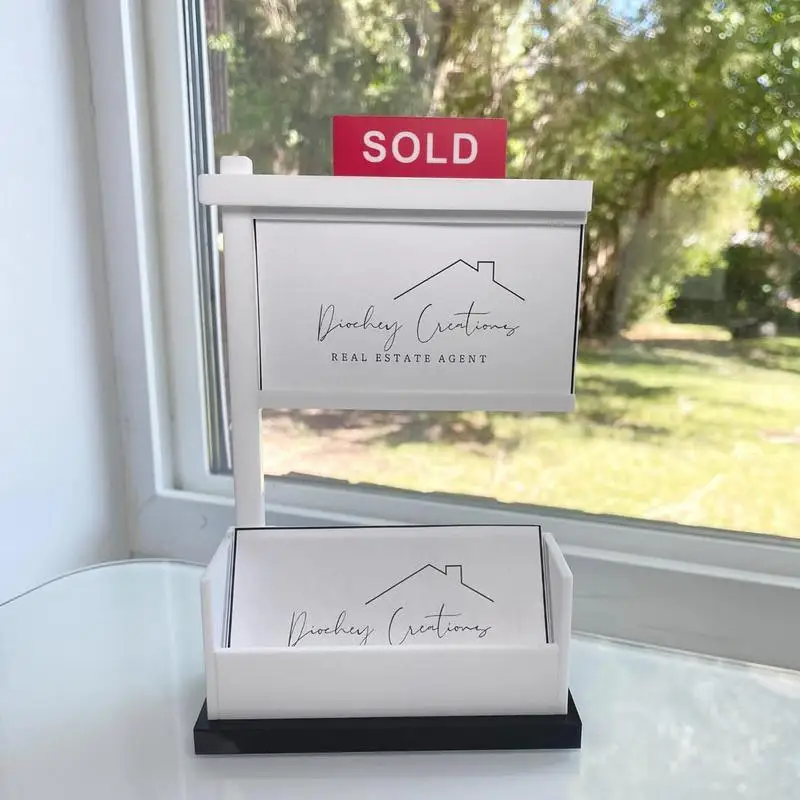 SOLD
Diochey Creations
REAL ESTATE AGENT
Diochey Creations